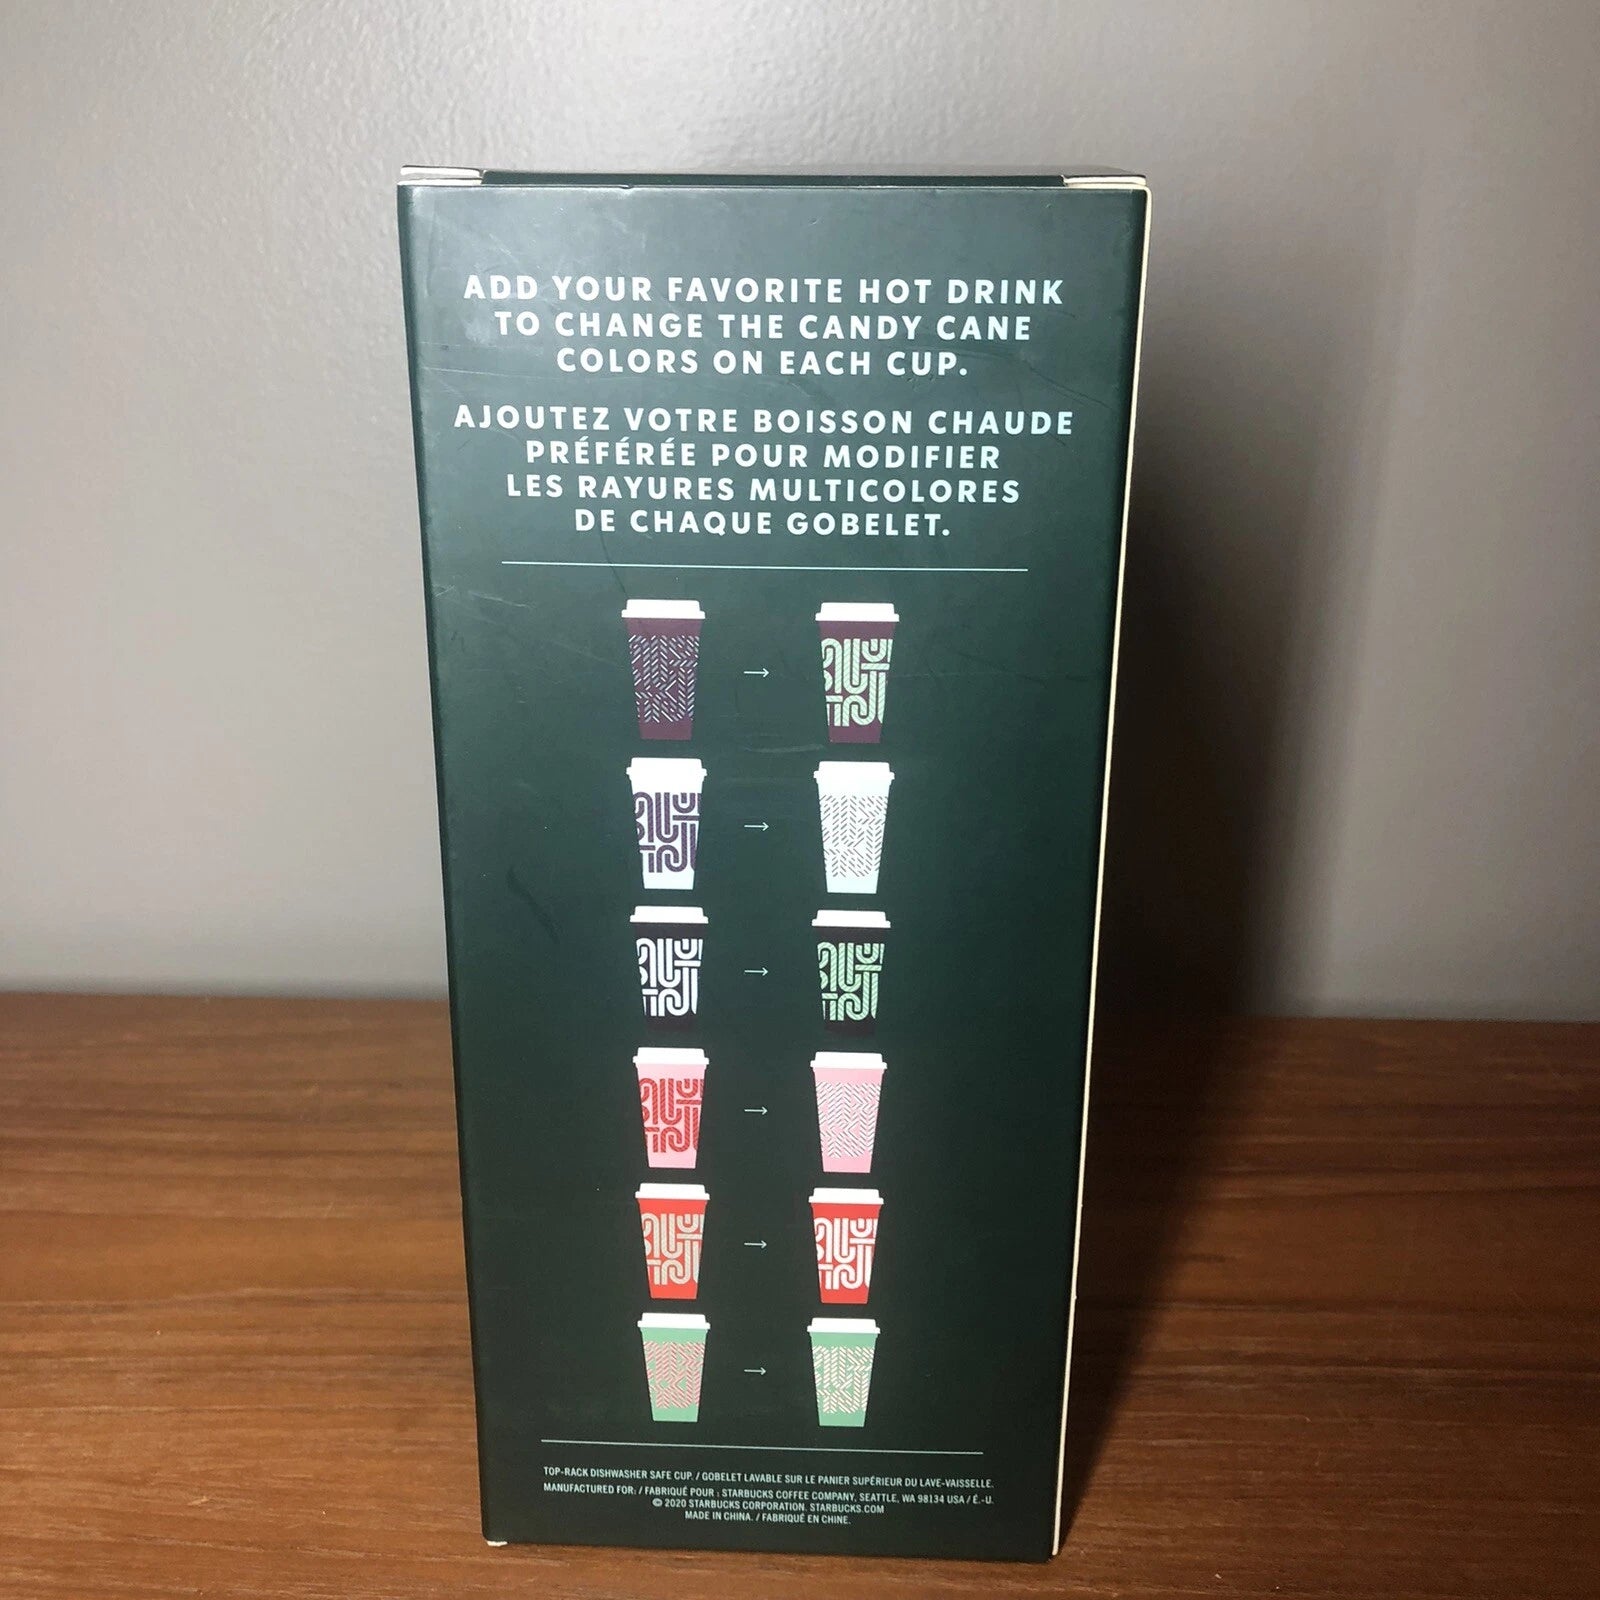 ADD YOUR FAVORITE HOT DRINK
TO CHANGE THE CANDY CANE
COLORS ON EACH CUP.
AJOUTEZ VOTRE BOISSON CHAUDE
PRÉFÉRÉE POUR MODIFIER
LES RAYURES MULTICOLORES
DE CHAQUE GOBELET.
TOP-RACK DISHWASHER SAFE CUP. / GOBELET LAVABLE SUR LE PANIER SUPÉRIEUR DU LAVE-VAISSELLE.
MANUFACTURED FOR: / FABRIQUÉ POUR : STARBUCKS COFFEE COMPANY, SEATTLE, WA 98134 USA / É.-U.
© 2020 STARBUCKS CORPORATION. STARBUCKS.COM
MADE IN CHINA. / FABRIQUÉ EN CHINE.